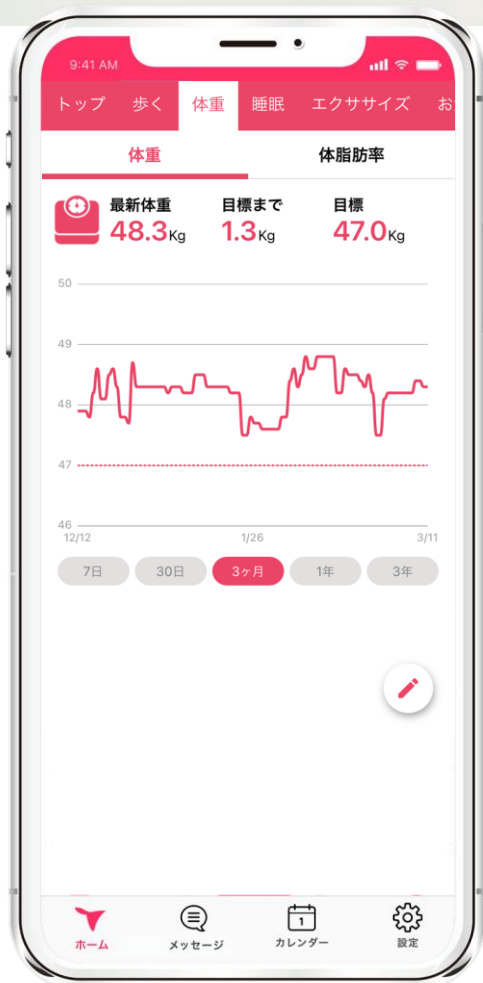 9:41 AM
トップ 歩く 体重 睡眠 エクササイズ お
体重 体脂肪率
最新体重 目標まで 目標
48.3Kg 1.3Kg 47.0Kg
50
49
48
47
46
12/12 1/26 3/11
7日 30日 3ヶ月 1年 3年
1
ホーム メッセージ カレンダー 設定